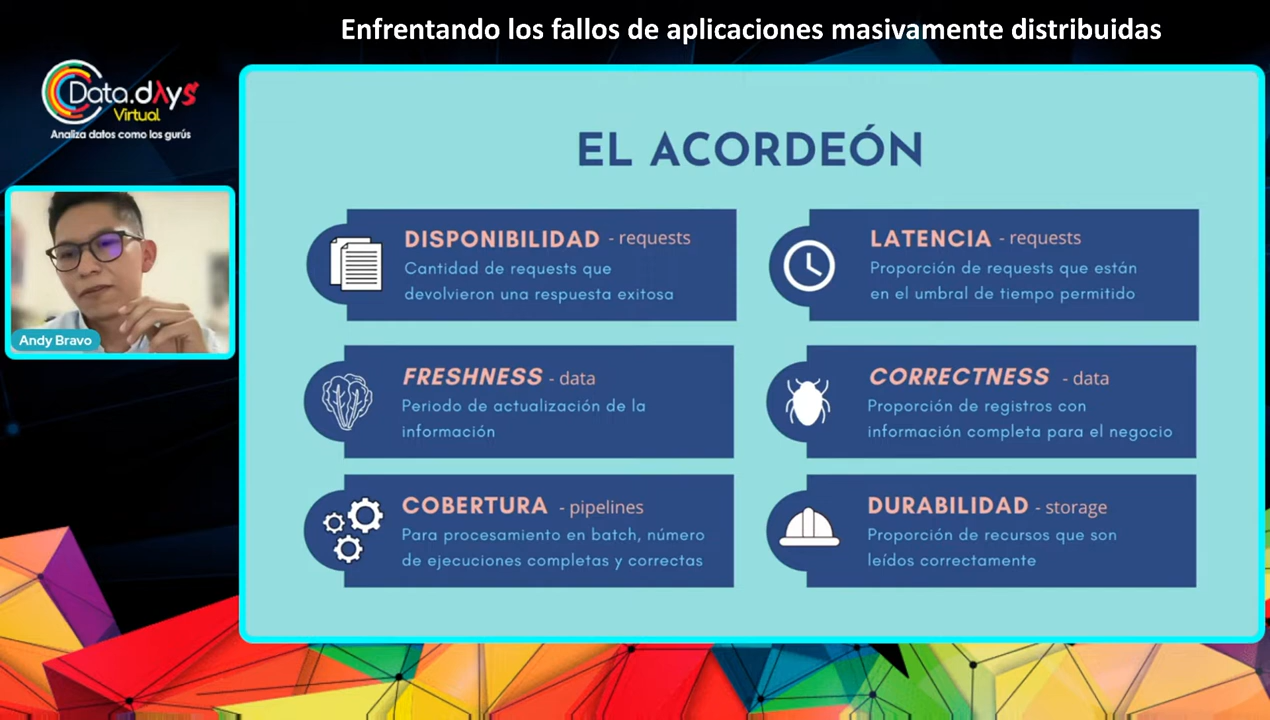 Enfrentando los fallos de aplicaciones masivamente distribuidas
Data.dAys
Virtual
Analiza datos como los gurús
Andy Bravo
EL ACORDEÓN
DISPONIBILIDAD - requests
Cantidad de requests que
devolvieron una respuesta exitosa
LATENCIA - requests
Proporción de requests que están
en el umbral de tiempo permitido
FRESHNESS - data
Periodo de actualización de la
información
CORRECTNESS - data
Proporción de registros con
información completa para el negocio
COBERTURA - pipelines
Para procesamiento en batch, número
de ejecuciones completas y correctas
DURABILIDAD - storage
Proporción de recursos que son
leídos correctamente